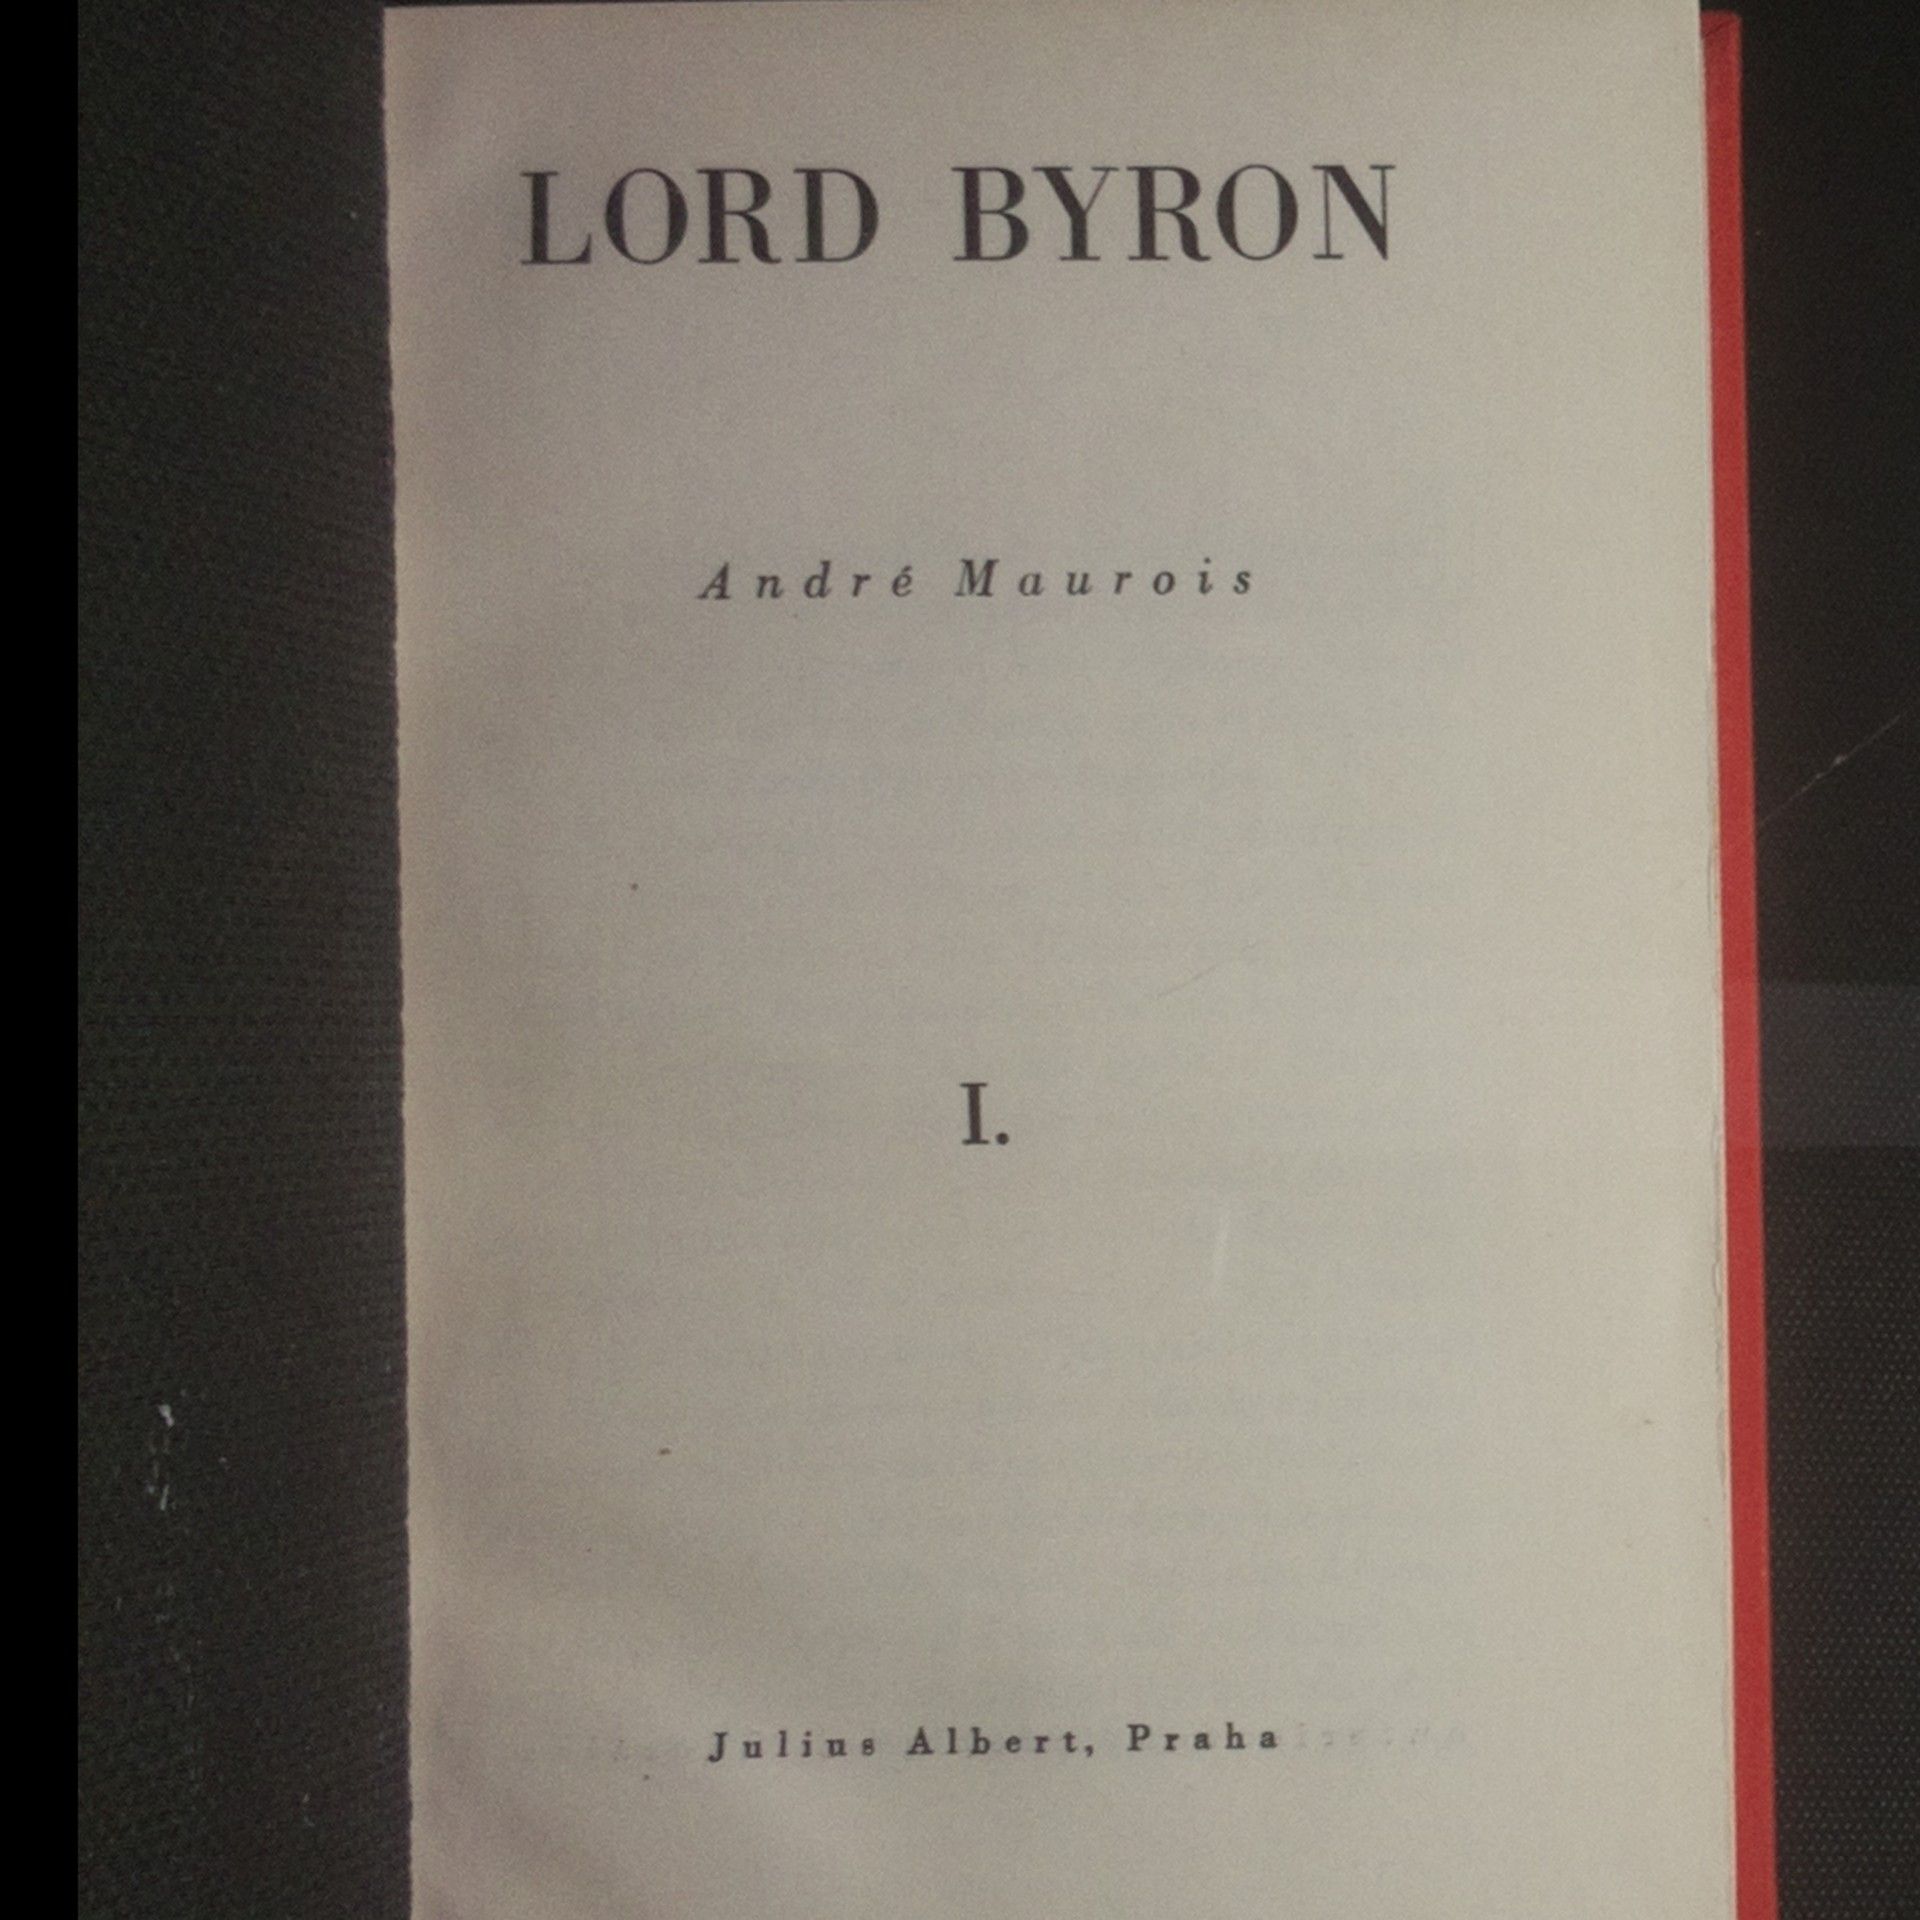 LORD BYRON
André Maurois
I.
Julius Albert, Praha